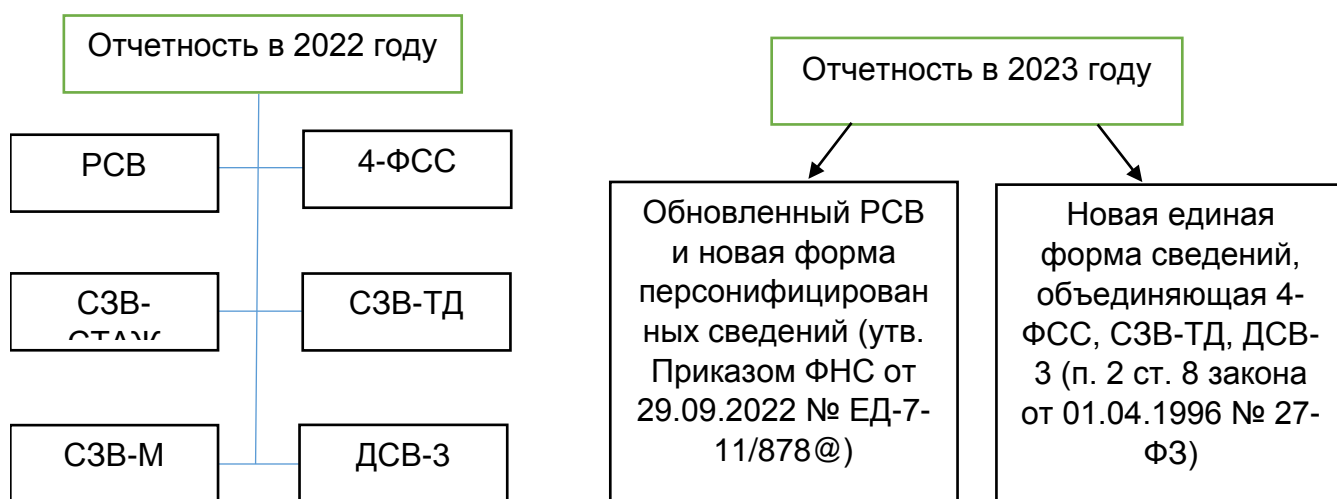 Отчетность в 2022 году
РСВ
4-ФСС
СЗВ-
СТАЖ
СЗВ-ТД
СЗВ-М
ДСВ-3
Отчетность в 2023 году
Обновленный РСВ
и новая форма
персонифицирован
ных сведений (утв.
Приказом ФНС от
29.09.2022 № ЕД-7-
11/878@)
Новая единая
форма сведений,
объединяющая 4-
ФСС, СЗВ-ТД, ДСВ-
3 (п. 2 ст. 8 закона
от 01.04.1996 № 27-
ФЗ)